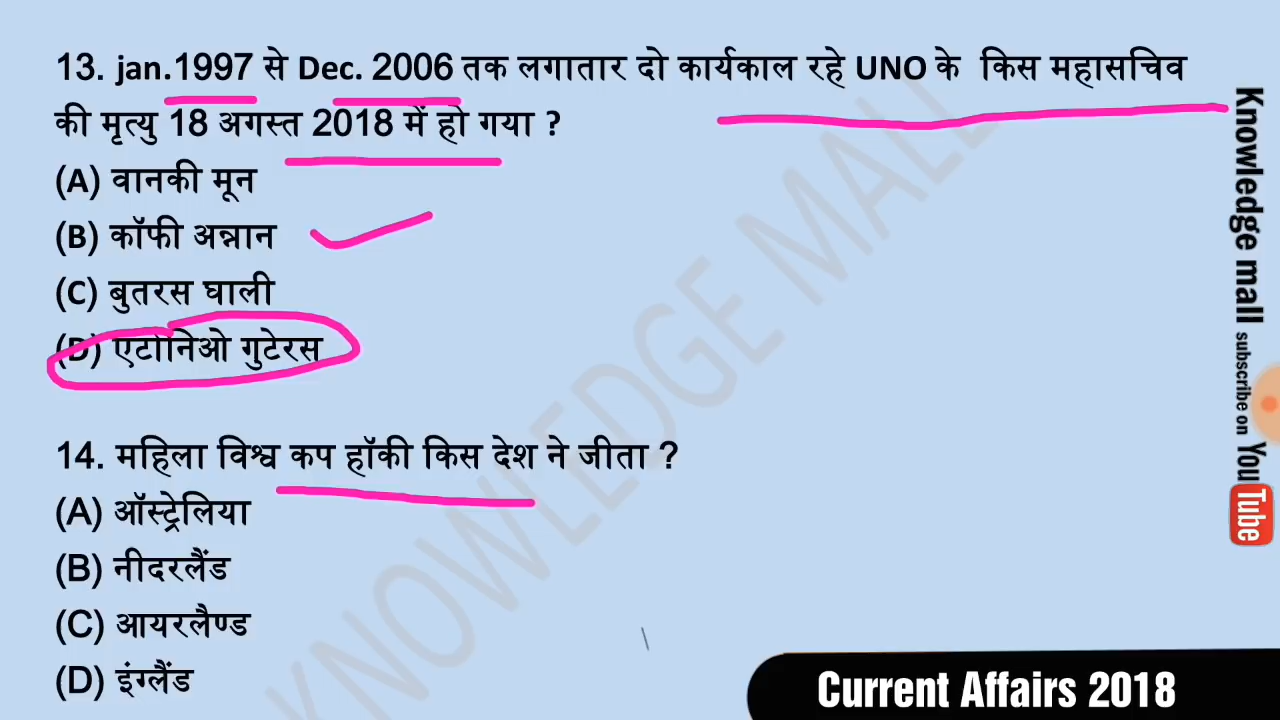 13. jan.1997 से Dec. 2006 तक लगातार दो कार्यकाल रहे UNO के किस महासचिव
की मृत्यु 18 अगस्त 2018 में हो गया ?
(A) वानकी मून
(B) कॉफी अन्नान
(C) बुतरस घाली
(D) एटोनिओ गुटेरस
14. महिला विश्व कप हॉकी किस देश ने जीता ?
(A) ऑस्ट्रेलिया
(B) नीदरलैंड
(C) आयरलैण्ड
(D) इंग्लैंड
KNOWLEDGE MALL
Knowledge mall subscribe on YouTube
Current Affairs 2018